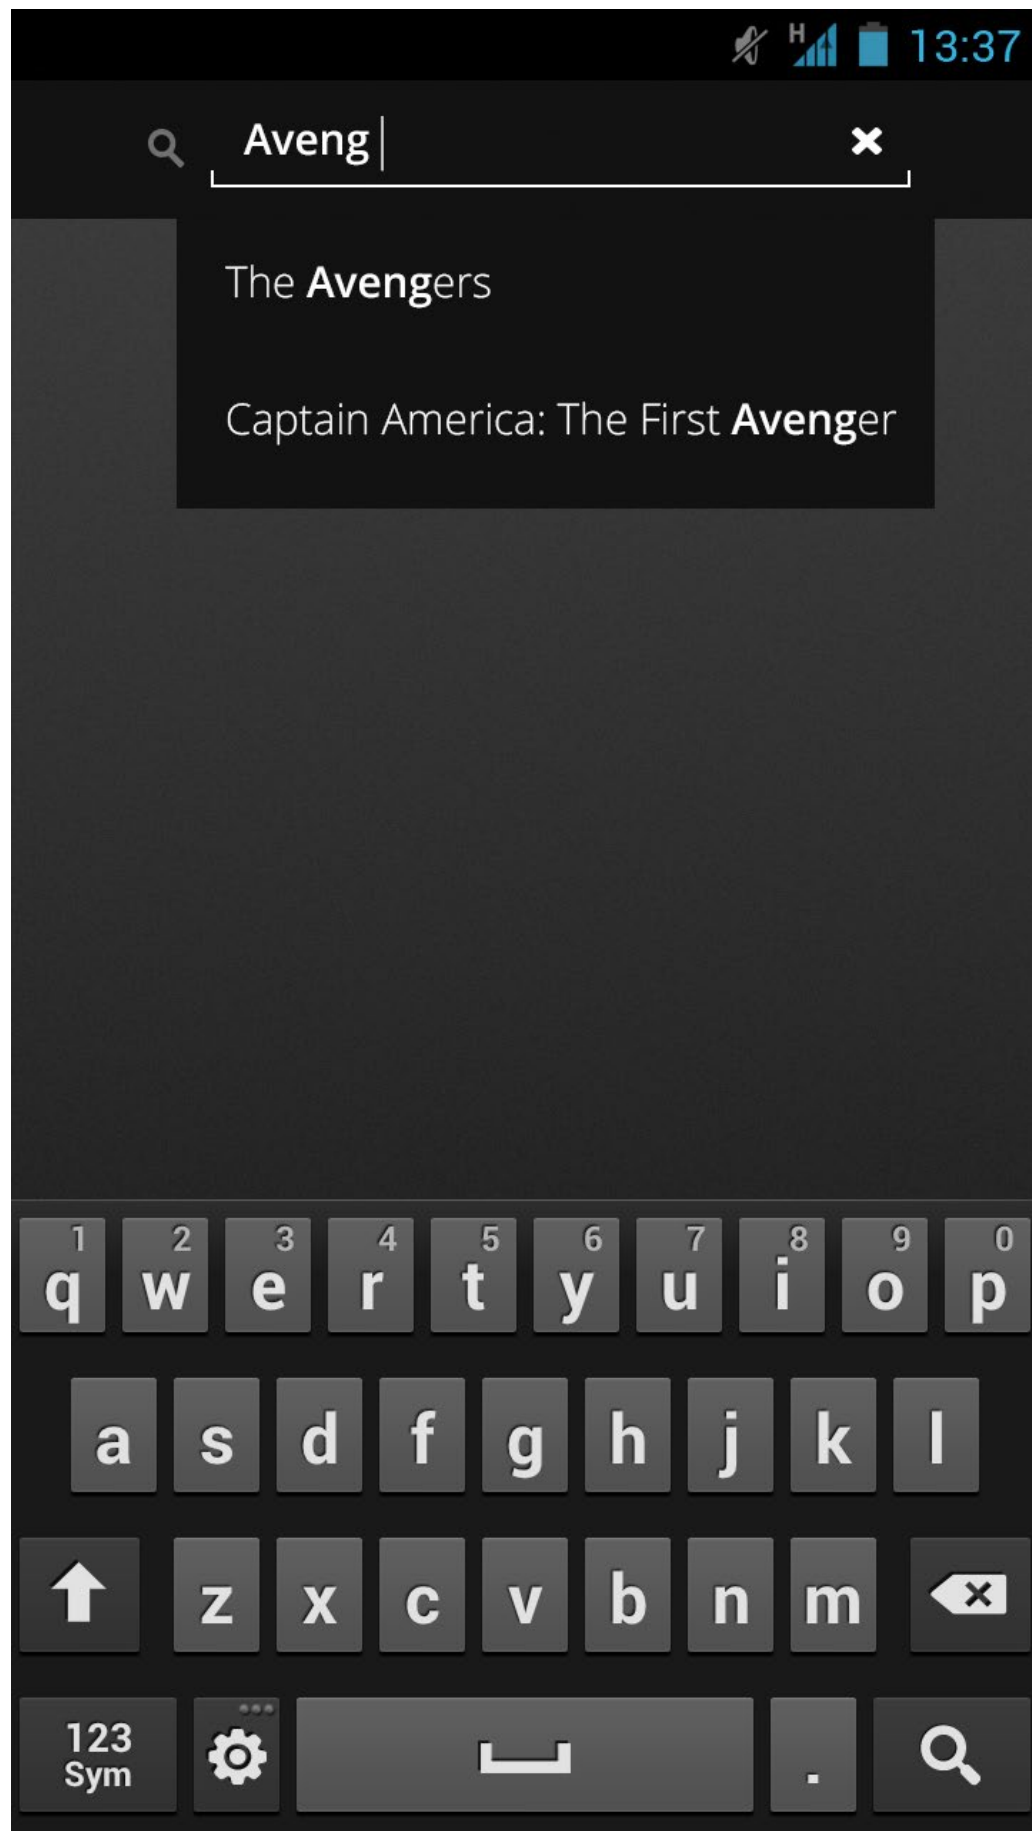 H 13:37
Aveng
The Avengers
Captain America: The First Avenger
1 2 3 4 5 6 7 8 9 0
q w e r t y u i o p
a s d f g h j k l
z x c v b n m
123
Sym .